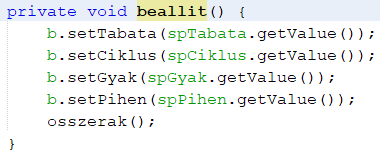 private void beallit() {
b.setTabata(spTabata.getValue());
b.setCiklus(spCiklus.getValue());
b.setGyak(spGyak.getValue());
b.setPihen(spPihen.getValue());
osszerak();
}